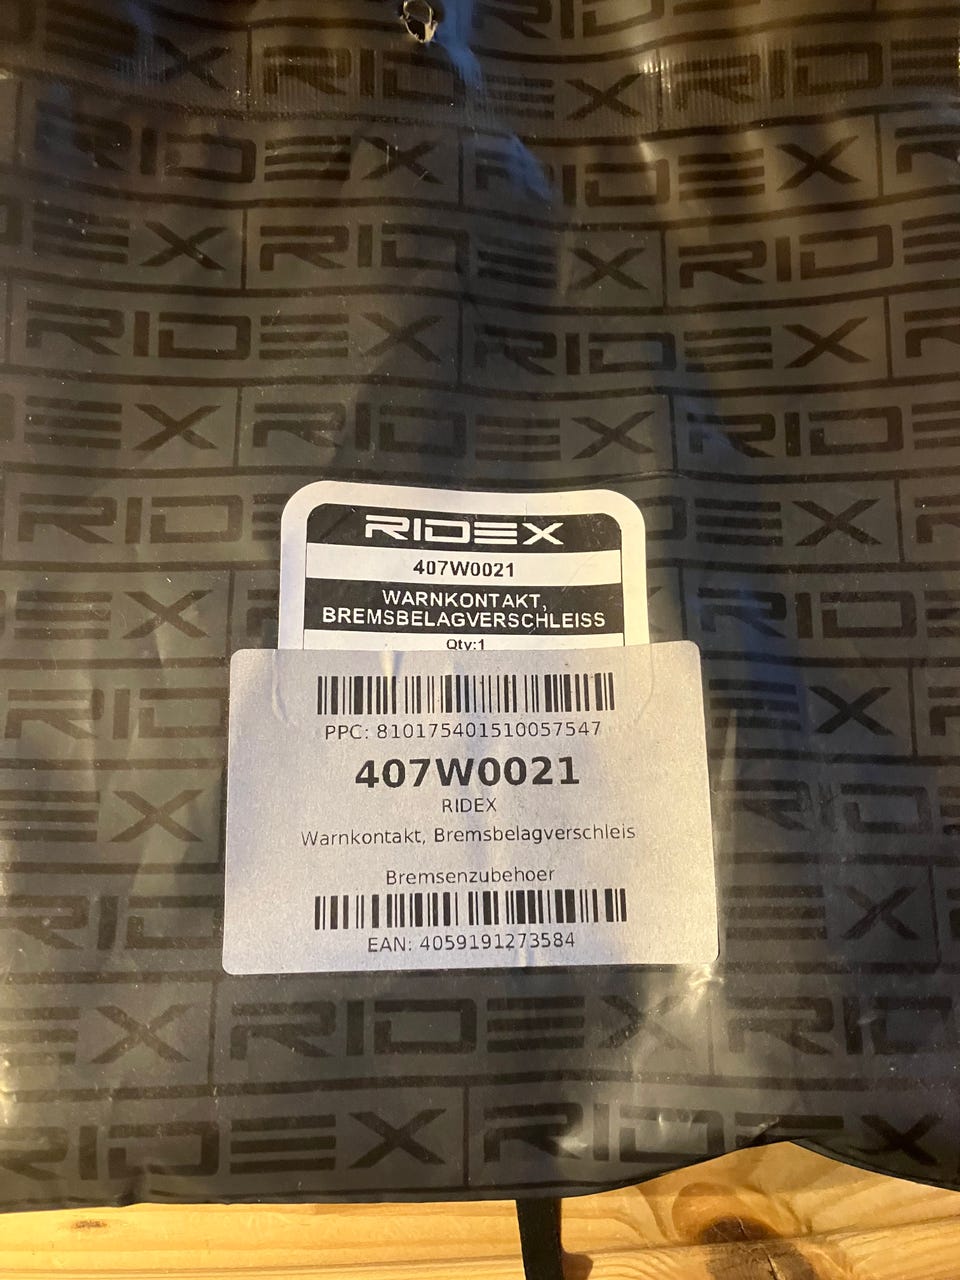 RIDEX
407W0021
WARNKONTAKT,
BREMSBELAGVERSCHLEISS
Qty:1
PPC: 810175401510057547
407W0021
RIDEX
Warnkontakt, Bremsbelagverschleis
Bremsenzubehoer
EAN: 4059191273584